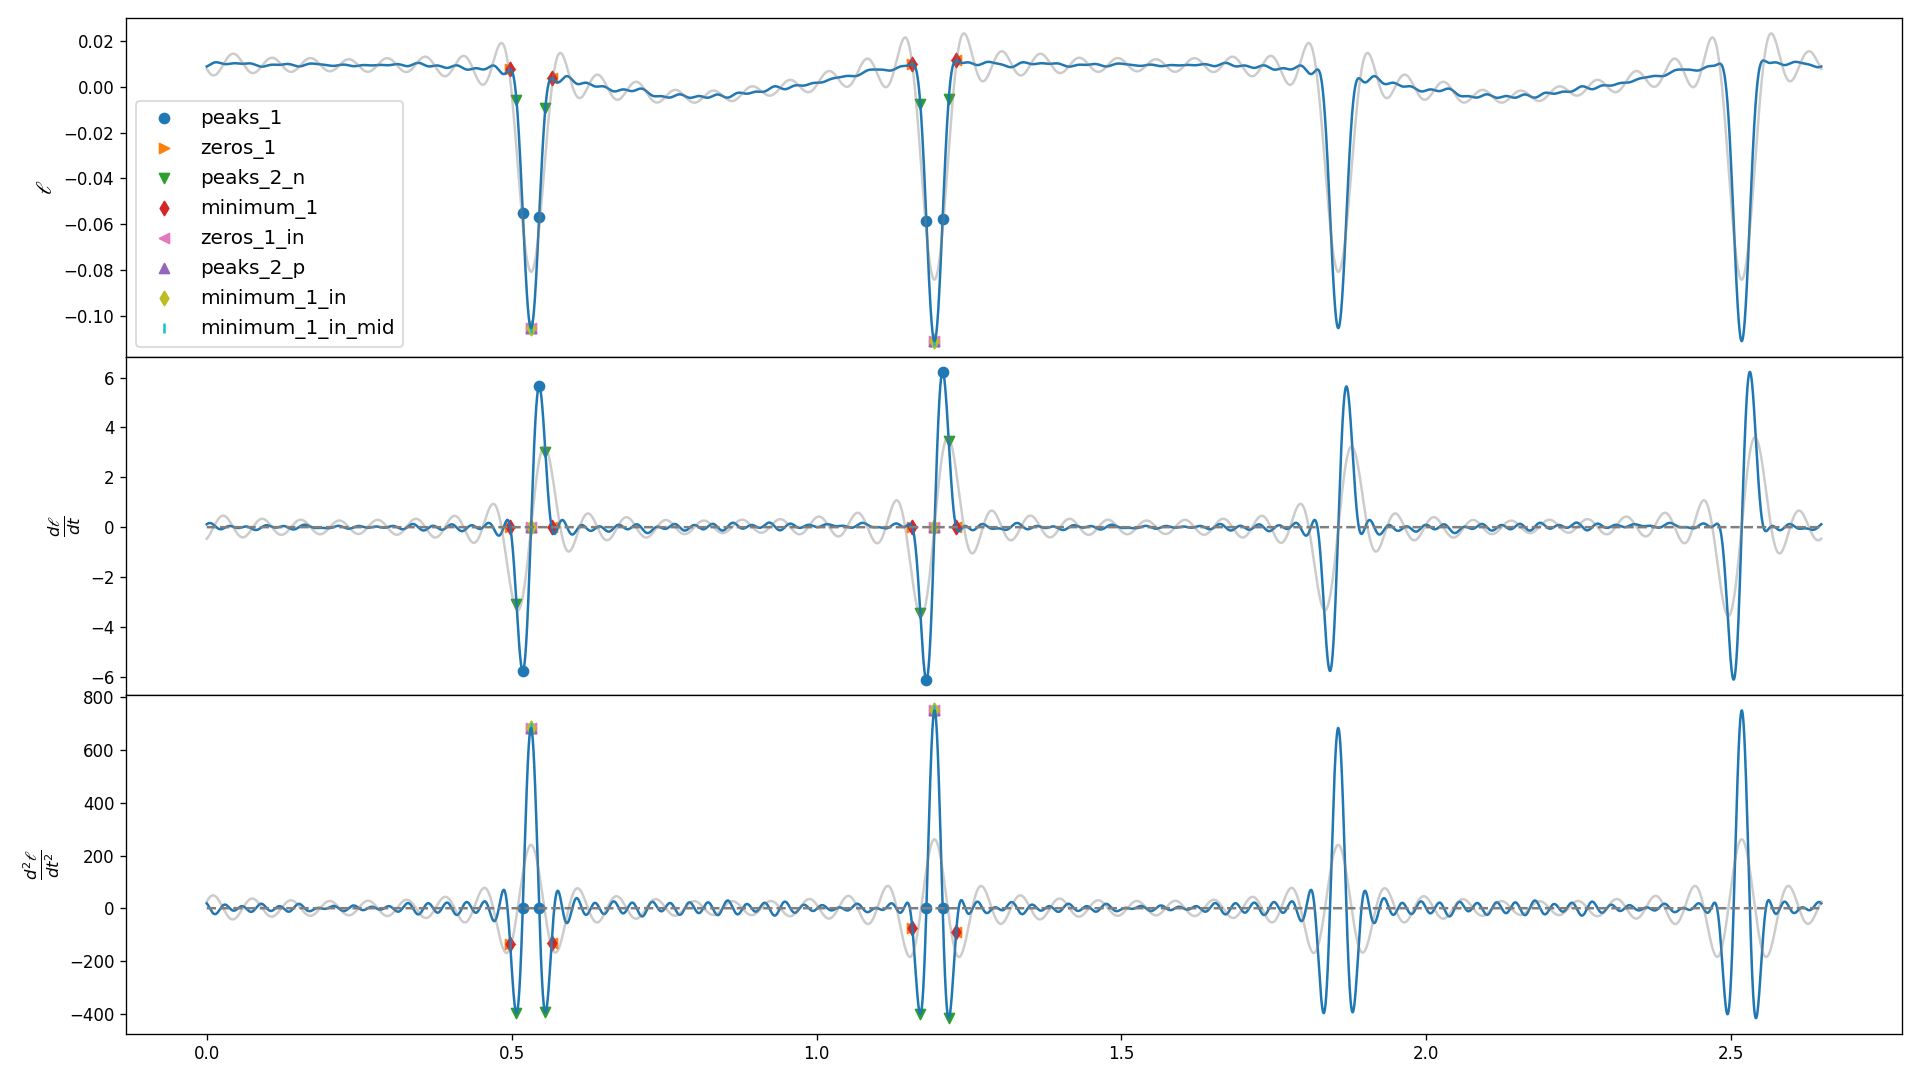 0.02
0.00
−0.02
−0.04
−0.06
−0.08
−0.10
ℓ
peaks_1
zeros_1
peaks_2_n
minimum_1
zeros_1_in
peaks_2_p
minimum_1_in
minimum_1_in_mid
6
4
2
0
−2
−4
−6
dℓ
dt
800
600
400
200
0
−200
−400
d²ℓ
dt²
0.0 0.5 1.0 1.5 2.0 2.5